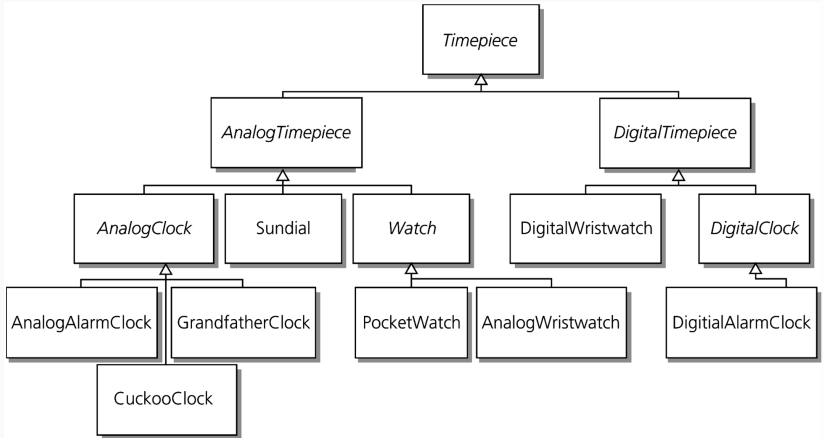 Timepiece
AnalogTimepiece
DigitalTimepiece
AnalogClock
Sundial
Watch
DigitalWristwatch
DigitalClock
AnalogAlarmClock
GrandfatherClock
PocketWatch
AnalogWristwatch
DigitialAlarmClock
CuckooClock